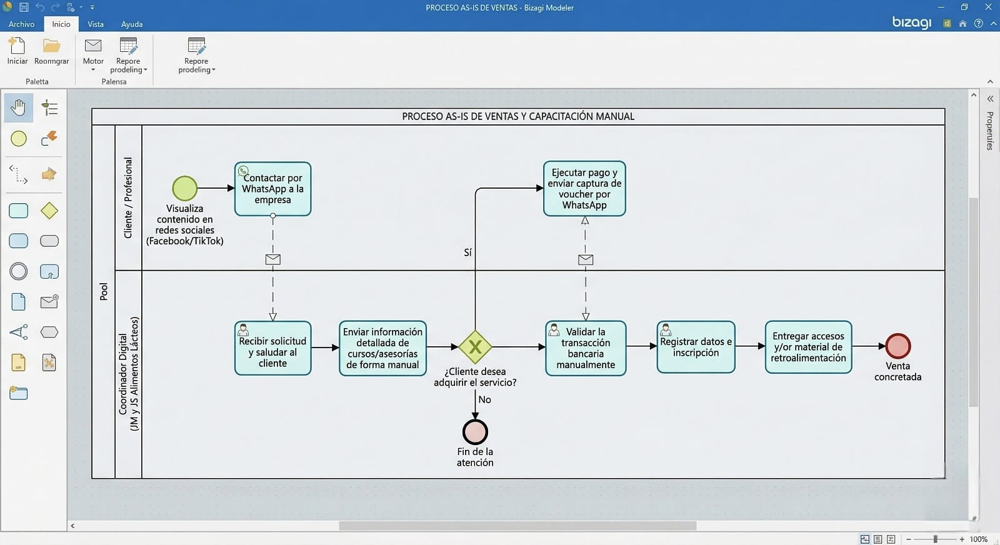 PROCESO AS-IS DE VENTAS - Bizagi Modeler
Archivo
Inicio
Vista
Ayuda
bizagi
Iniciar
Roomgrar
Motor
Repore
prodeling
Repore
prodeling
Paletta
Palensa
Properufes
PROCESO AS-IS DE VENTAS Y CAPACITACIÓN MANUAL
Pool
Cliente / Profesional
Visualiza
contenido en
redes sociales
(Facebook/TikTok)
Contactar por
WhatsApp a la
empresa
Ejecutar pago y
enviar captura de
voucher por
WhatsApp
Sí
Coordinador Digital
(JM y JS Alimentos Lácteos)
Recibir solicitud
y saludar al
cliente
Enviar información
detallada de
cursos/asesorías
de forma manual
X
¿Cliente desea
adquirir el servicio?
No
Fin de la
atención
Validar la
transacción
bancaria
manualmente
Registrar datos e
inscripción
Entregar accesos
y/or material de
retroalimentación
Venta
concretada
100%